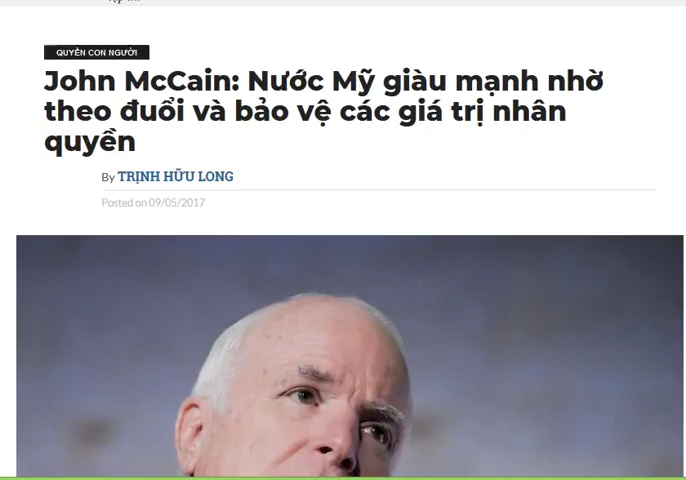 QUYỀN CON NGƯỜI
John McCain: Nước Mỹ giàu mạnh nhờ
theo đuổi và bảo vệ các giá trị nhân
quyền
By TRỊNH HỮU LONG
Posted on 09/05/2017